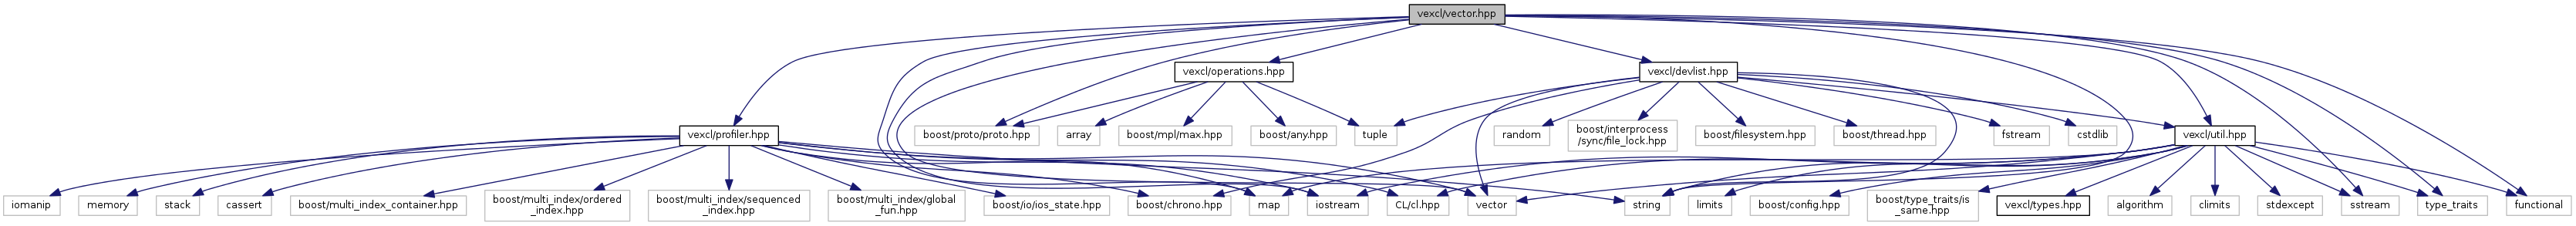 vexcl/vector.hpp
vexcl/operations.hpp
vexcl/devlist.hpp
vexcl/profiler.hpp
boost/proto/proto.hpp
array
boost/mpl/max.hpp
boost/any.hpp
tuple
random
boost/interprocess
/sync/file_lock.hpp
boost/filesystem.hpp
boost/thread.hpp
fstream
cstdlib
vexcl/util.hpp
iomanip
memory
stack
cassert
boost/multi_index_container.hpp
boost/multi_index/ordered
_index.hpp
boost/multi_index/sequenced
_index.hpp
boost/multi_index/global
_fun.hpp
boost/io/ios_state.hpp
boost/chrono.hpp
map
iostream
CL/cl.hpp
vector
string
limits
boost/config.hpp
boost/type_traits/is
_same.hpp
vexcl/types.hpp
algorithm
climits
stdexcept
sstream
type_traits
functional